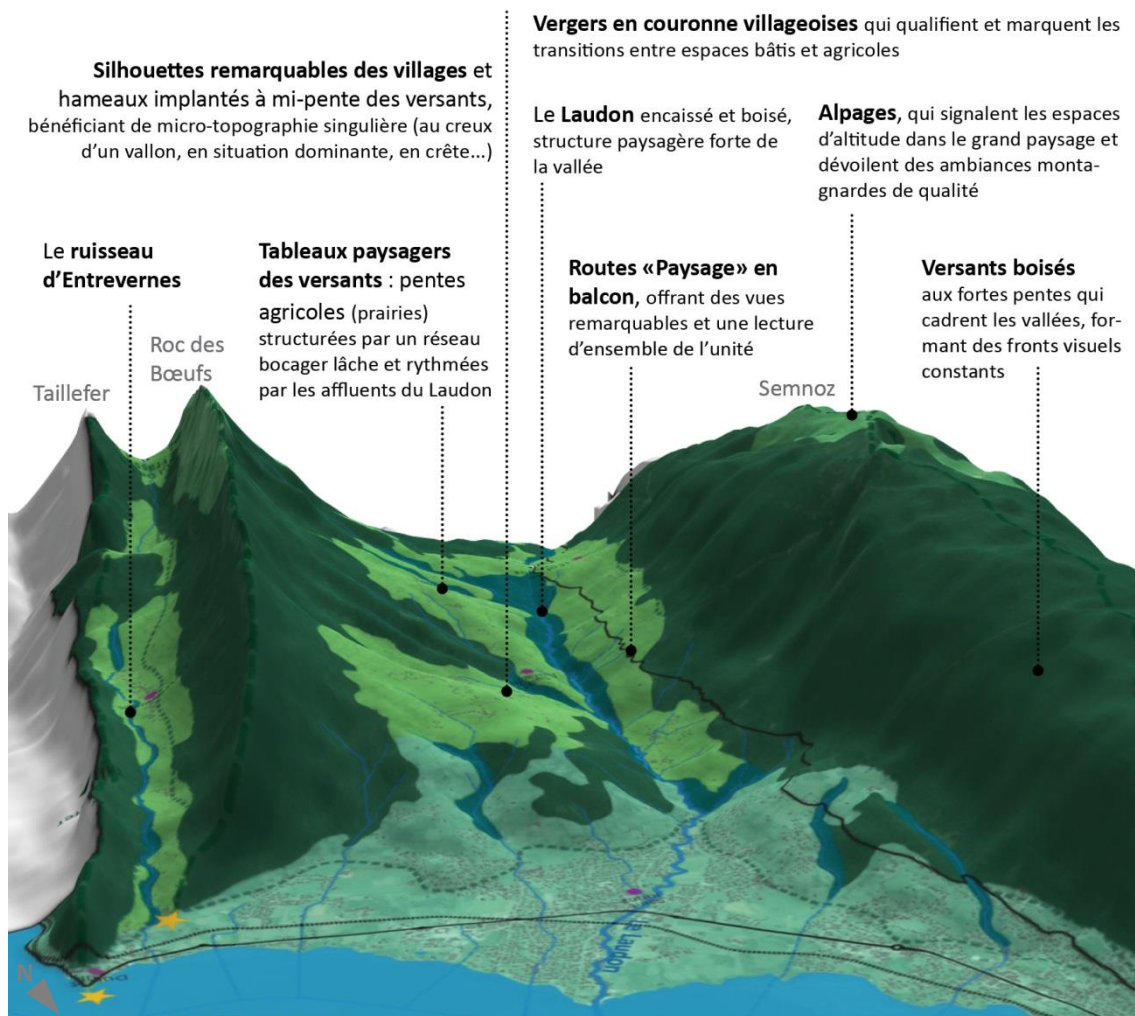 Vergers en couronne villageoises qui qualifient et marquent les
transitions entre espaces bâtis et agricoles
Silhouettes remarquables des villages et
hameaux implantés à mi-pente des versants,
bénéficiant de micro-topographie singulière (au creux
d’un vallon, en situation dominante, en crête...)
Le Laudon encaissé et boisé,
structure paysagère forte de
la vallée
Alpages, qui signalent les espaces
d’altitude dans le grand paysage et
dévoilent des ambiances monta-
gnardes de qualité
Le ruisseau
d’Entrevernes
Tableaux paysagers
des versants : pentes
agricoles (prairies)
structurées par un réseau
bocager lâche et rythmées
par les affluents du Laudon
Routes «Paysage» en
balcon, offrant des vues
remarquables et une lecture
d’ensemble de l’unité
Versants boisés
aux fortes pentes qui
cadrent les vallées, for-
mant des fronts visuels
constants
Taillefer
Roc des
Bœufs
Semnoz
le Laudon
N